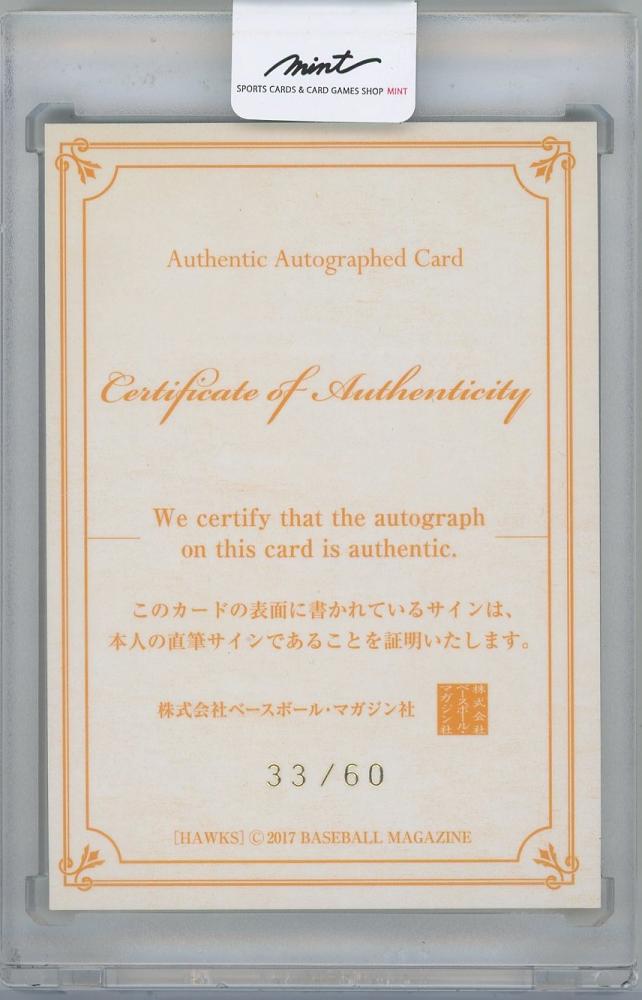 mint
SPORTS CARDS & CARD GAMES SHOP MINT
Authentic Autographed Card
Certificate of Authenticity
We certify that the autograph
on this card is authentic.
このカードの表面に書かれているサインは、
本人の直筆サインであることを証明いたします。
株式会社ベースボール・マガジン社
株式会社
ベースボール・
マガジン社
33/60
[HAWKS] ©2017 BASEBALL MAGAZINE